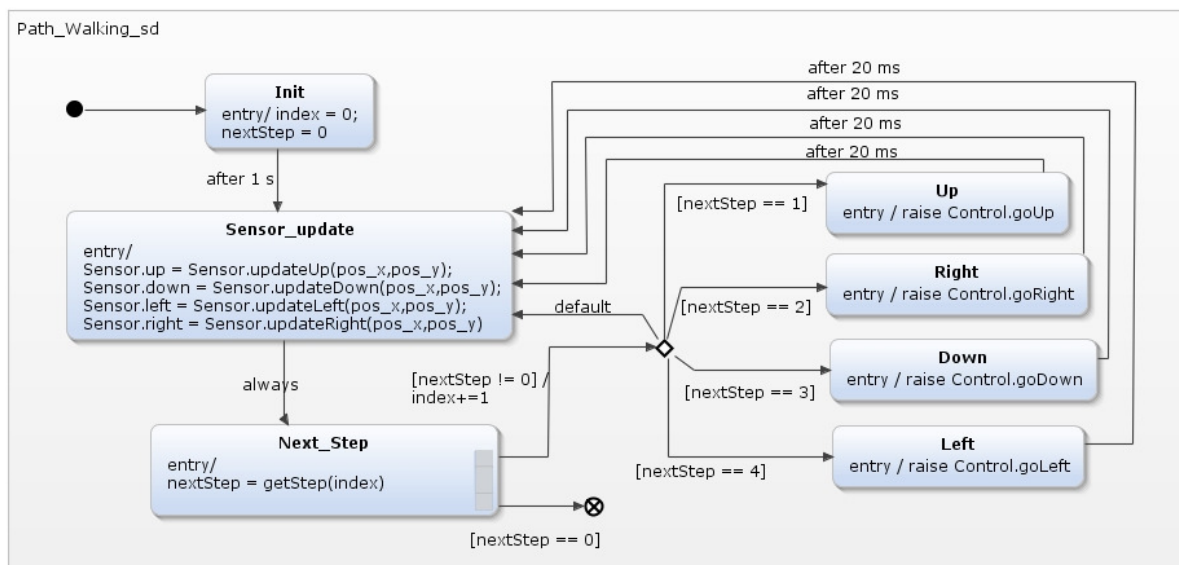 Path_Walking_sd
Init
entry/ index = 0;
nextStep = 0
after 1 s
Sensor_update
entry/
Sensor.up = Sensor.updateUp(pos_x,pos_y);
Sensor.down = Sensor.updateDown(pos_x,pos_y);
Sensor.left = Sensor.updateLeft(pos_x,pos_y);
Sensor.right = Sensor.updateRight(pos_x,pos_y)
always
Next_Step
entry/
nextStep = getStep(index)
[nextStep != 0] /
index+=1
[nextStep == 0]
default
after 20 ms
after 20 ms
after 20 ms
after 20 ms
[nextStep == 1]
Up
entry / raise Control.goUp
[nextStep == 2]
Right
entry / raise Control.goRight
[nextStep == 3]
Down
entry / raise Control.goDown
[nextStep == 4]
Left
entry / raise Control.goLeft